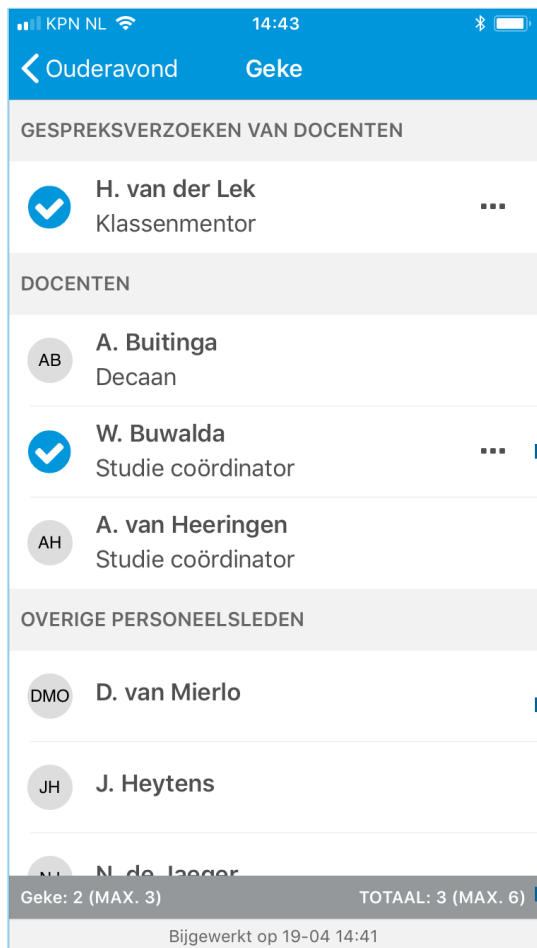 KPN NL 14:43
Ouderavond Geke
GESPREKSVERZOEKEN VAN DOCENTEN
H. van der Lek
Klassenmentor
DOCENTEN
AB
A. Buitinga
Decaan
W. Buwalda
Studie coördinator
AH
A. van Heeringen
Studie coördinator
OVERIGE PERSONEELSLEDEN
DMO
D. van Mierlo
JH
J. Heytens
N. de Jaeger
Geke: 2 (MAX. 3) TOTAAL: 3 (MAX. 6)
Bijgewerkt op 19-04 14:41